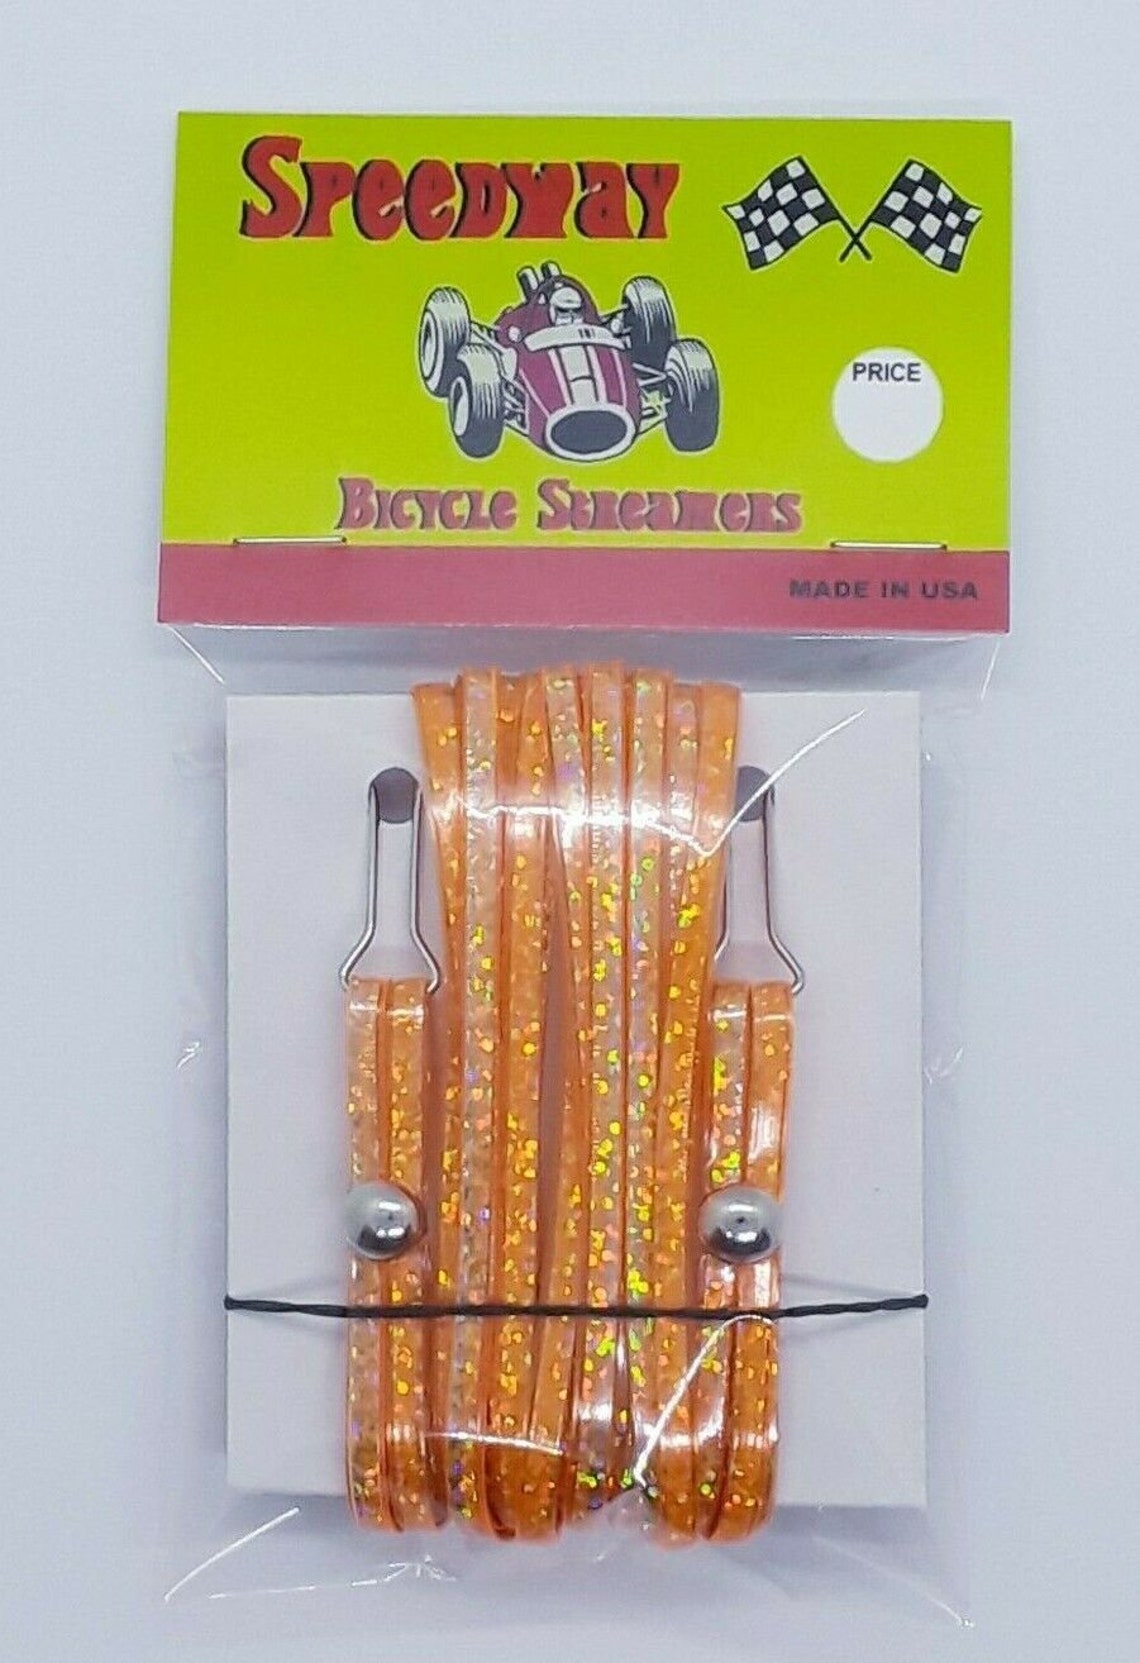 Speedway
PRICE
Bicycle Streamers
MADE IN USA